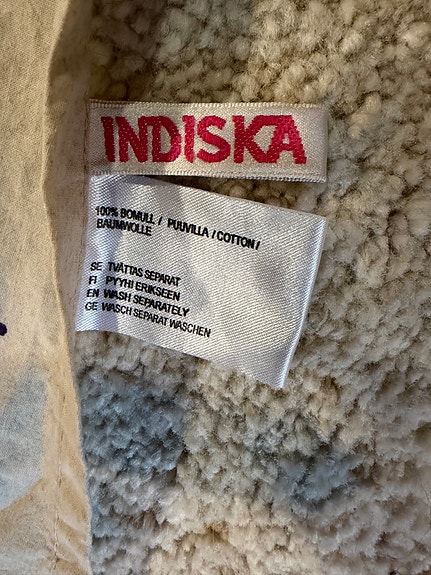 INDISKA
100% BOMULL / PUUVILLA / COTTON /
BAUMWOLLE
SE TVÄTTAS SEPARAT
FI PYYHI ERIKSEEN
EN WASH SEPARATELY
GE WASCH SEPARAT WASCHEN